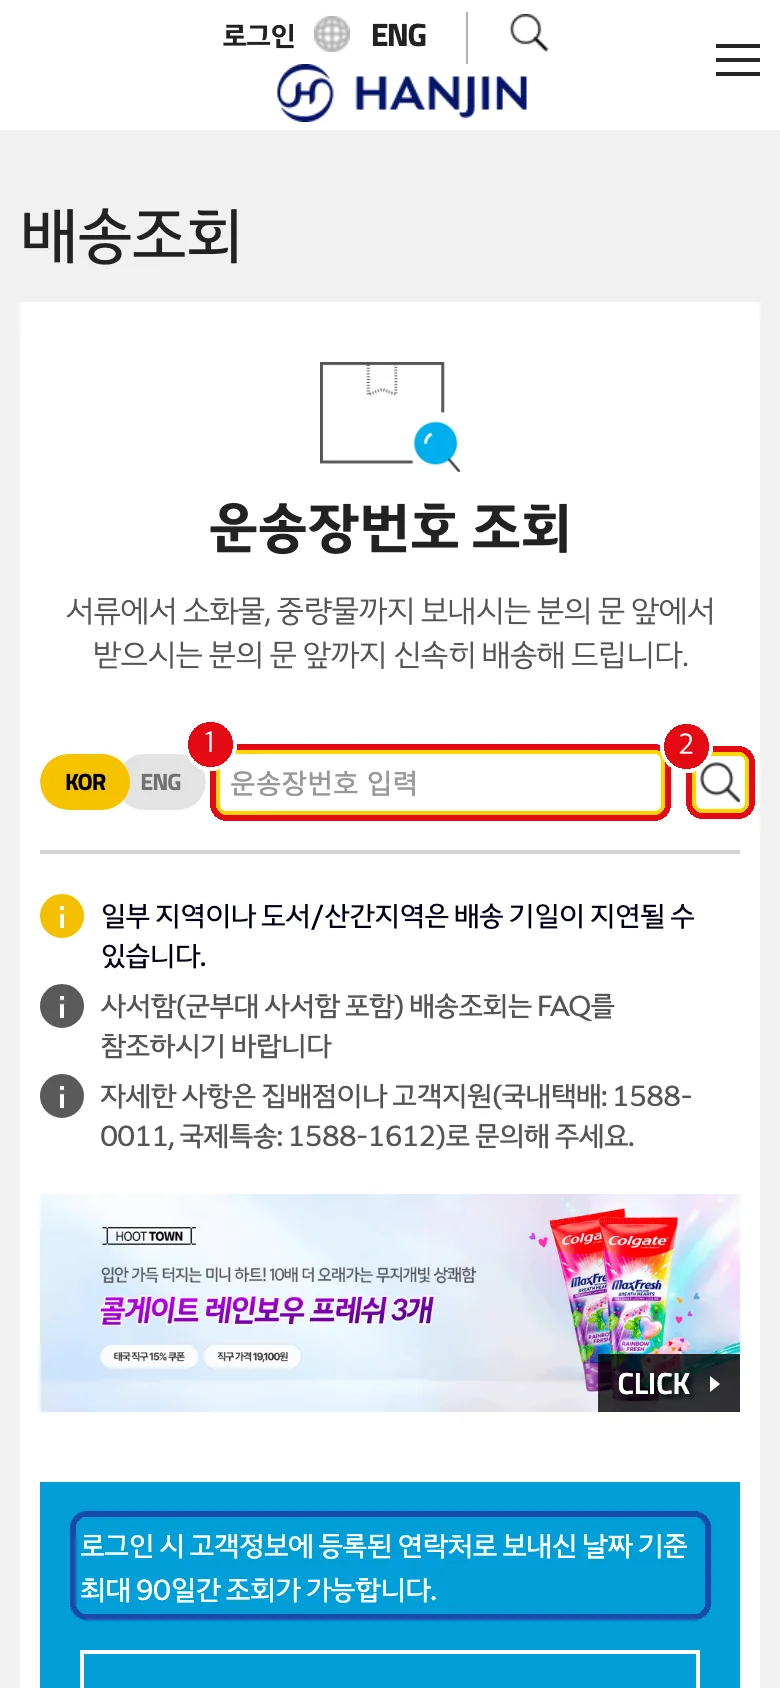 로그인 ENG
HANJIN
배송조회
운송장번호 조회
서류에서 소화물, 중량물까지 보내시는 분의 문 앞에서
받으시는 분의 문 앞까지 신속히 배송해 드립니다.
1
2
KOR ENG 운송장번호 입력
일부 지역이나 도서/산간지역은 배송 기일이 지연될 수
있습니다.
사서함(군부대 사서함 포함) 배송조회는 FAQ를
참조하시기 바랍니다
자세한 사항은 집배점이나 고객지원(국내택배: 1588-
0011, 국제특송: 1588-1612)로 문의해 주세요.
HOOT TOWN
입안 가득 터지는 미니 하트! 10배 더 오래가는 무지개빛 상쾌함
콜게이트 레인보우 프레쉬 3개
태국 직구 15% 쿠폰 직구 가격 19,100원
Colga
Colgate
MaxFre
MaxFresh
BREATH HEARTS
RAINBOW
FRESH
CLICK
로그인 시 고객정보에 등록된 연락처로 보내신 날짜 기준
최대 90일간 조회가 가능합니다.